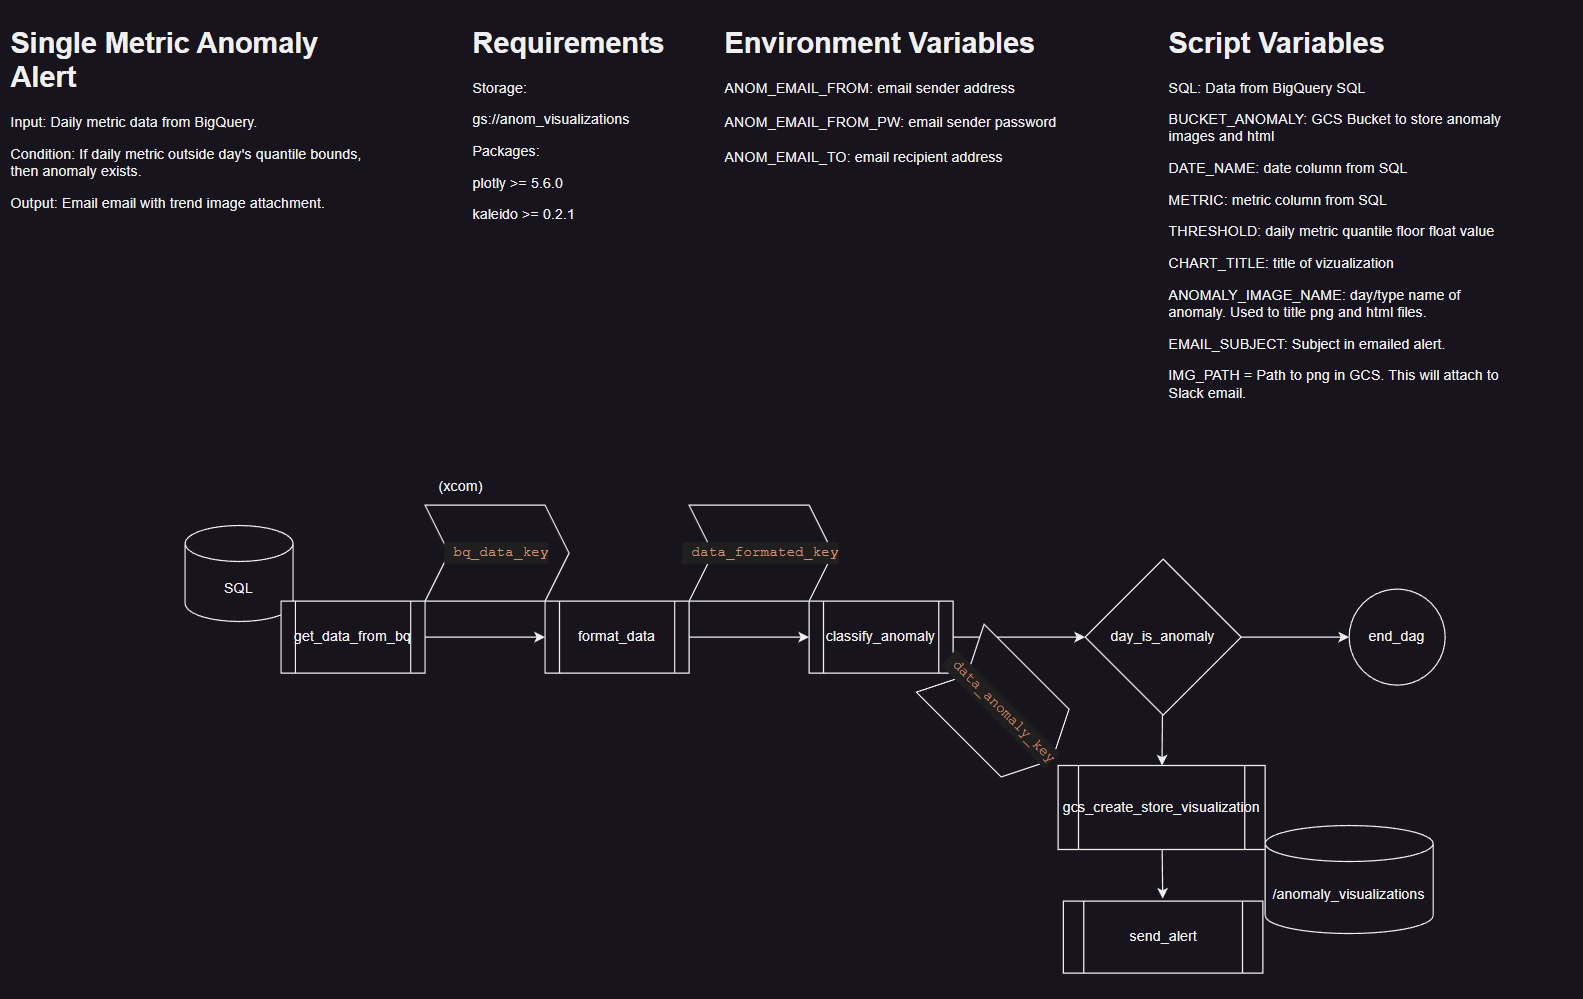 Single Metric Anomaly
Alert
Input: Daily metric data from BigQuery.
Condition: If daily metric outside day's quantile bounds,
then anomaly exists.
Output: Email email with trend image attachment.
Requirements
Storage:
gs://anom_visualizations
Packages:
plotly >= 5.6.0
kaleido >= 0.2.1
Environment Variables
ANOM_EMAIL_FROM: email sender address
ANOM_EMAIL_FROM_PW: email sender password
ANOM_EMAIL_TO: email recipient address
Script Variables
SQL: Data from BigQuery SQL
BUCKET_ANOMALY: GCS Bucket to store anomaly
images and html
DATE_NAME: date column from SQL
METRIC: metric column from SQL
THRESHOLD: daily metric quantile floor float value
CHART_TITLE: title of vizualization
ANOMALY_IMAGE_NAME: day/type name of
anomaly. Used to title png and html files.
EMAIL_SUBJECT: Subject in emailed alert.
IMG_PATH = Path to png in GCS. This will attach to
Slack email.
(xcom)
bq_data_key
data_formated_key
SQL
get_data_from_bq
format_data
classify_anomaly
day_is_anomaly
end_dag
data_anomaly_key
gcs_create_store_visualization
/anomaly_visualizations
send_alert